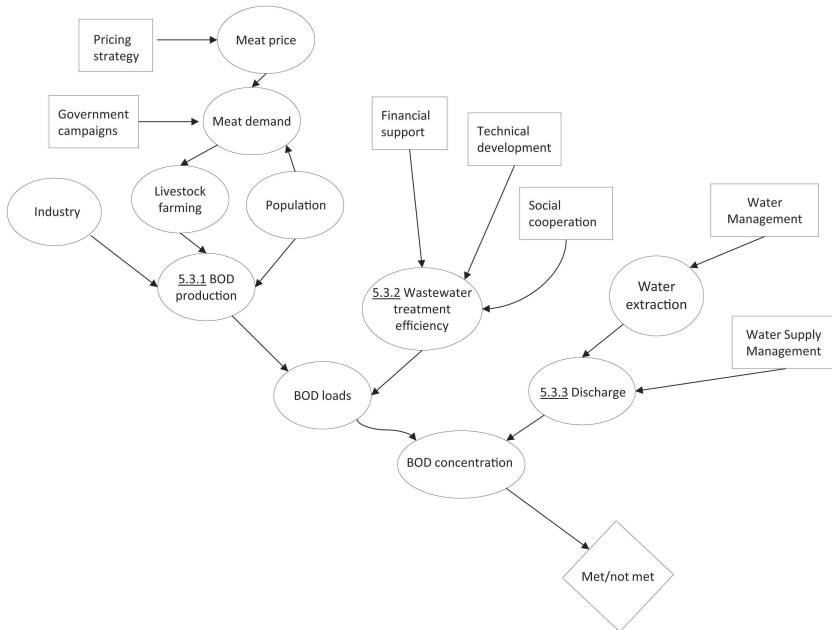 Pricing
strategy
Meat price
Government
campaigns
Meat demand
Financial
support
Technical
development
Livestock
farming
Population
Industry
Social
cooperation
Water
Management
5.3.1 BOD
production
5.3.2 Wastewater
treatment
efficiency
Water
extraction
Water Supply
Management
BOD loads
5.3.3 Discharge
BOD concentration
Met/not met